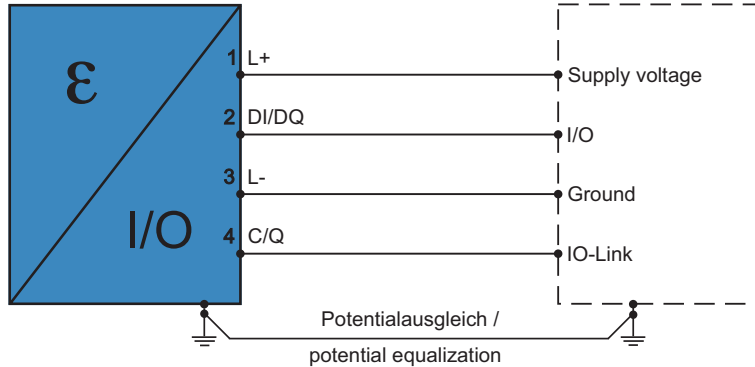 ε
I/O
1 L+
Supply voltage
2 DI/DQ
I/O
3 L-
Ground
4 C/Q
IO-Link
Potentialausgleich /
potential equalization